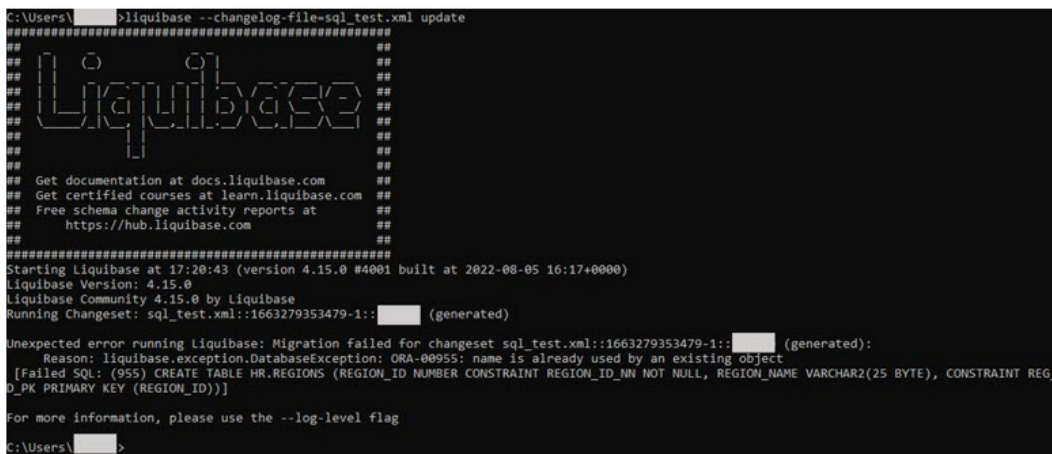 C:\Users\ >liquibase --changelog-file=sql_test.xml update
####################################################
## ##
## Liquibase ##
## ##
## Get documentation at docs.liquibase.com ##
## Get certified courses at learn.liquibase.com ##
## Free schema change activity reports at ##
## https://hub.liquibase.com ##
## ##
####################################################
Starting Liquibase at 17:20:43 (version 4.15.0 #4001 built at 2022-08-05 16:17+0000)
Liquibase Version: 4.15.0
Liquibase Community 4.15.0 by Liquibase
Running Changeset: sql_test.xml::1663279353479-1:: (generated)
Unexpected error running Liquibase: Migration failed for changeset sql_test.xml::1663279353479-1:: (generated):
Reason: liquibase.exception.DatabaseException: ORA-00955: name is already used by an existing object
[Failed SQL: (955) CREATE TABLE HR.REGIONS (REGION_ID NUMBER CONSTRAINT REGION_ID_NN NOT NULL, REGION_NAME VARCHAR2(25 BYTE), CONSTRAINT REG_
D_PK PRIMARY KEY (REGION_ID))]
For more information, please use the --log-level flag
C:\Users\ >